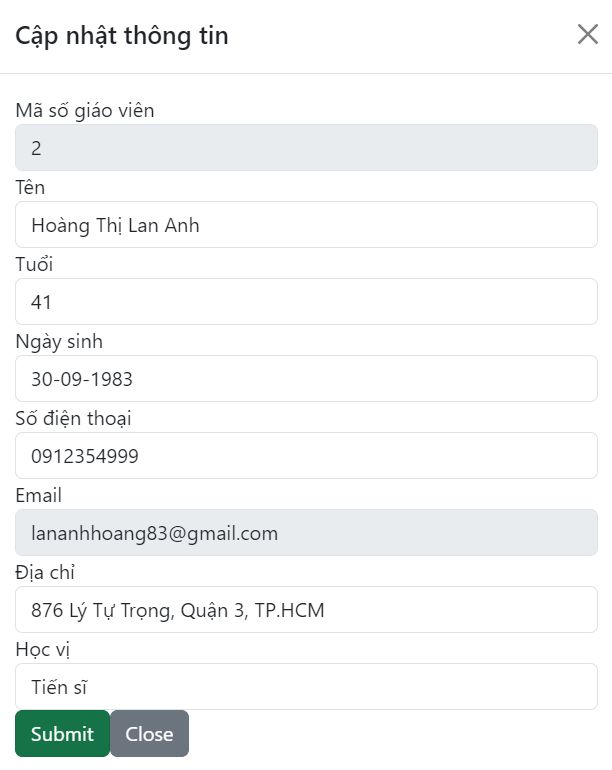 Cập nhật thông tin
Mã số giáo viên
2
Tên
Hoàng Thị Lan Anh
Tuổi
41
Ngày sinh
30-09-1983
Số điện thoại
0912354999
Email
lananhhoang83@gmail.com
Địa chỉ
876 Lý Tự Trọng, Quận 3, TP.HCM
Học vị
Tiến sĩ
Submit Close